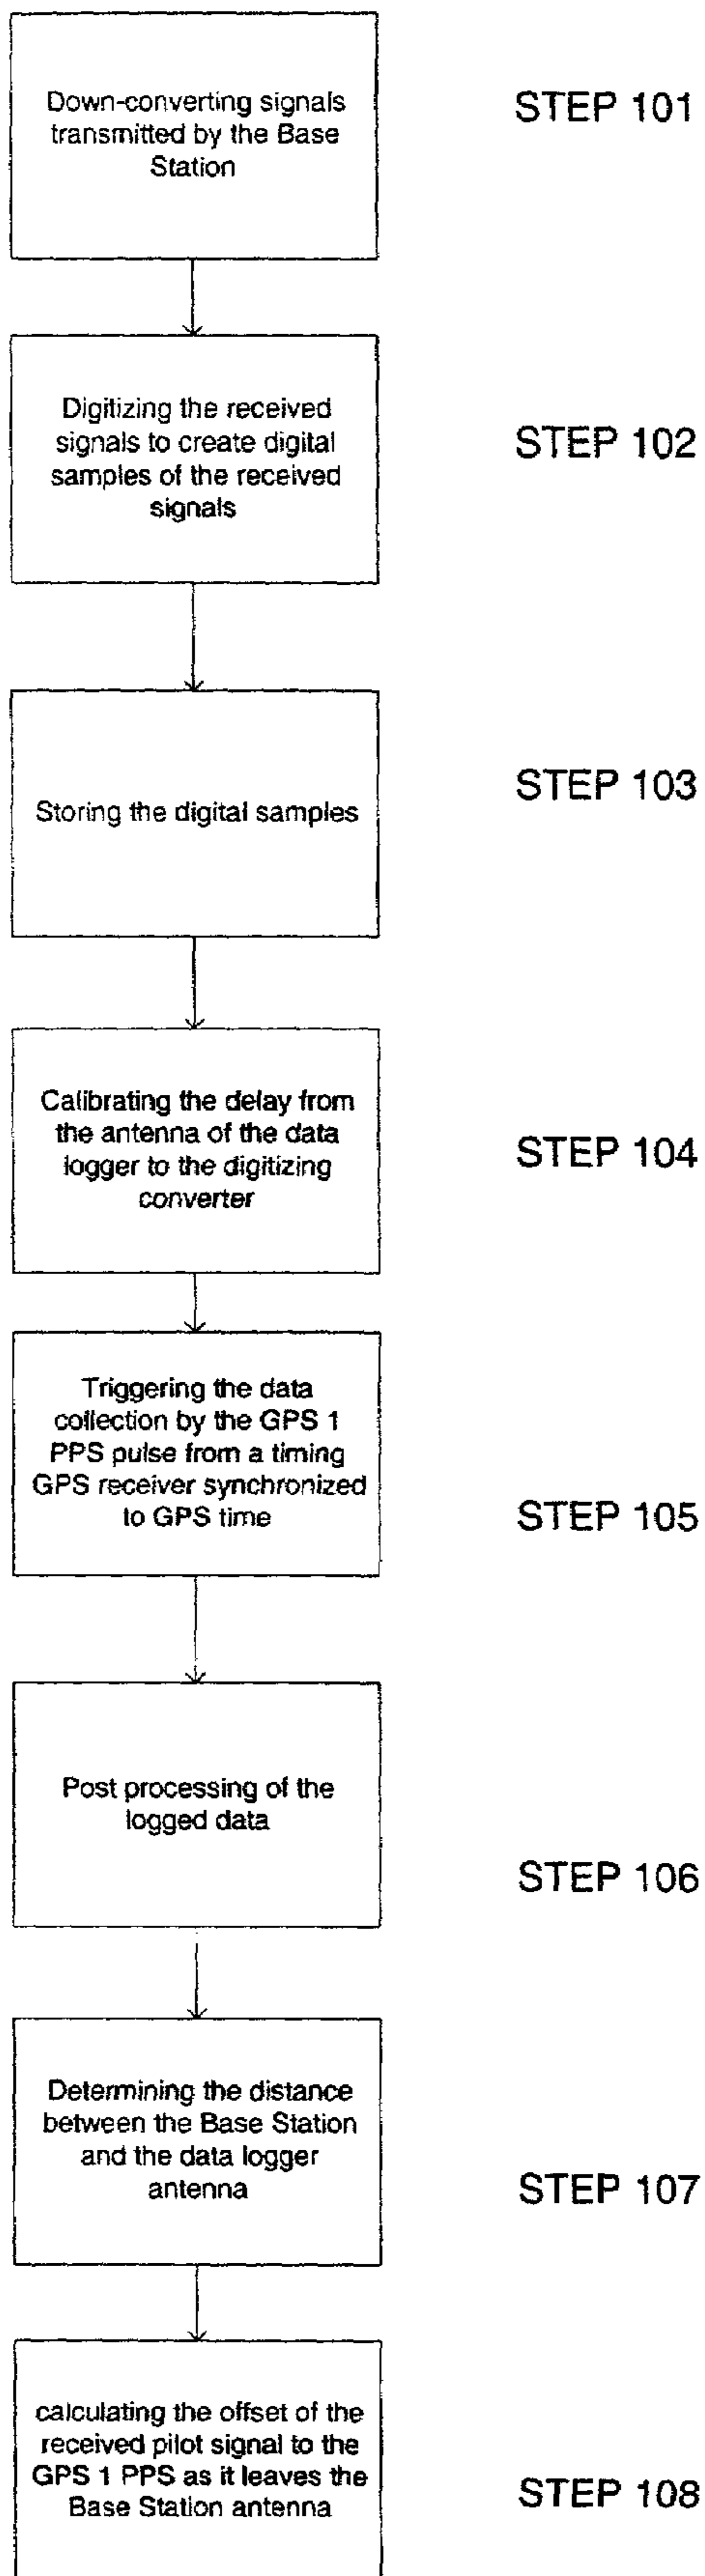 Down-converting signals
transmitted by the Base
Station
STEP 101
Digitizing the received
signals to create digital
samples of the received
signals
STEP 102
Storing the digital samples
STEP 103
Calibrating the delay from
the antenna of the data
logger to the digitizing
converter
STEP 104
Triggering the data
collection by the GPS 1
PPS pulse from a timing
GPS receiver synchronized
to GPS time
STEP 105
Post processing of the
logged data
STEP 106
Determining the distance
between the Base Station
and the data logger
antenna
STEP 107
calculating the offset of the
received pilot signal to the
GPS 1 PPS as it leaves the
Base Station antenna
STEP 108